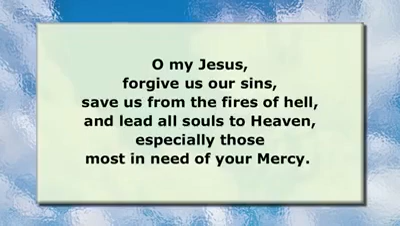 O my Jesus,
forgive us our sins,
save us from the fires of hell,
and lead all souls to Heaven,
especially those
most in need of your Mercy.